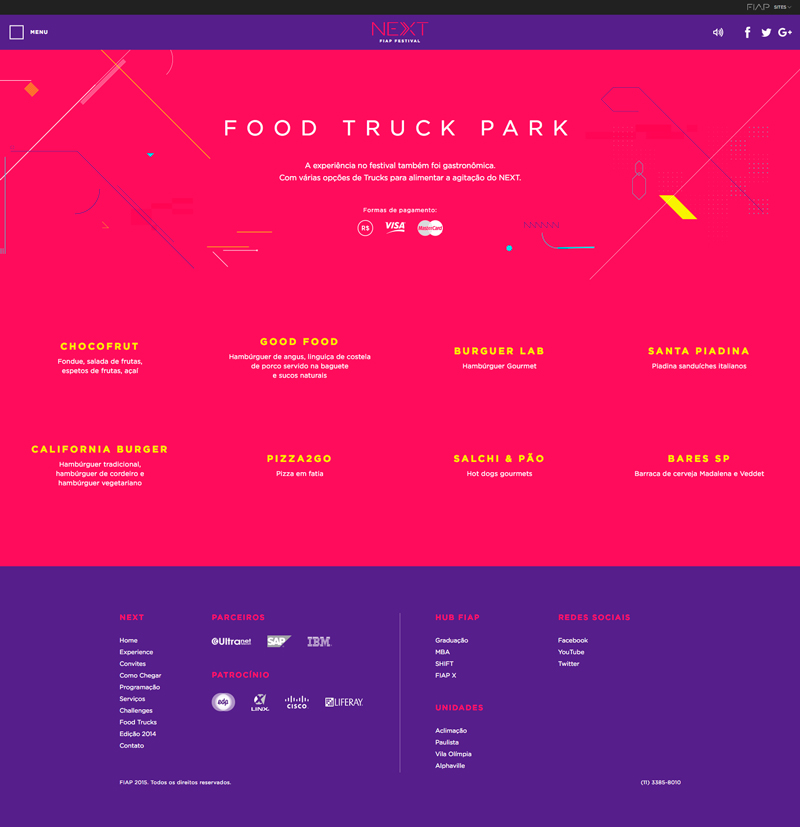 FIAP SITES
MENU
NEXT
FIAP FESTIVAL
f
G+
FOOD TRUCK PARK
A experiência no festival também foi gastronômica.
Com várias opções de Trucks para alimentar a agitação do NEXT.
Formas de pagamento:
R$ VISA MasterCard
CHOCOFRUT
Fondue, salada de frutas,
espetos de frutas, açaí
GOOD FOOD
Hambúrguer de angus, linguiça de costela
de porco servido na baguete
e sucos naturais
BURGUER LAB
Hambúrguer Gourmet
SANTA PIADINA
Piadina sanduíches italianos
CALIFORNIA BURGER
Hambúrguer tradicional,
hambúrguer de cordeiro e
hambúrguer vegetariano
PIZZA2GO
Pizza em fatia
SALCHI & PÃO
Hot dogs gourmets
BARES SP
Barraca de cerveja Madalena e Veddet
NEXT
Home
Experience
Convites
Como Chegar
Programação
Serviços
Challenges
Food Trucks
Edição 2014
Contato
PARCEIROS
@Ultranet SAP IBM
PATROCÍNIO
edp LINX CISCO LIFERAY
HUB FIAP
Graduação
MBA
SHIFT
FIAP X
UNIDADES
Aclimação
Paulista
Vila Olímpia
Alphaville
REDES SOCIAIS
Facebook
YouTube
Twitter
FIAP 2015. Todos os direitos reservados.
(11) 3385-8010